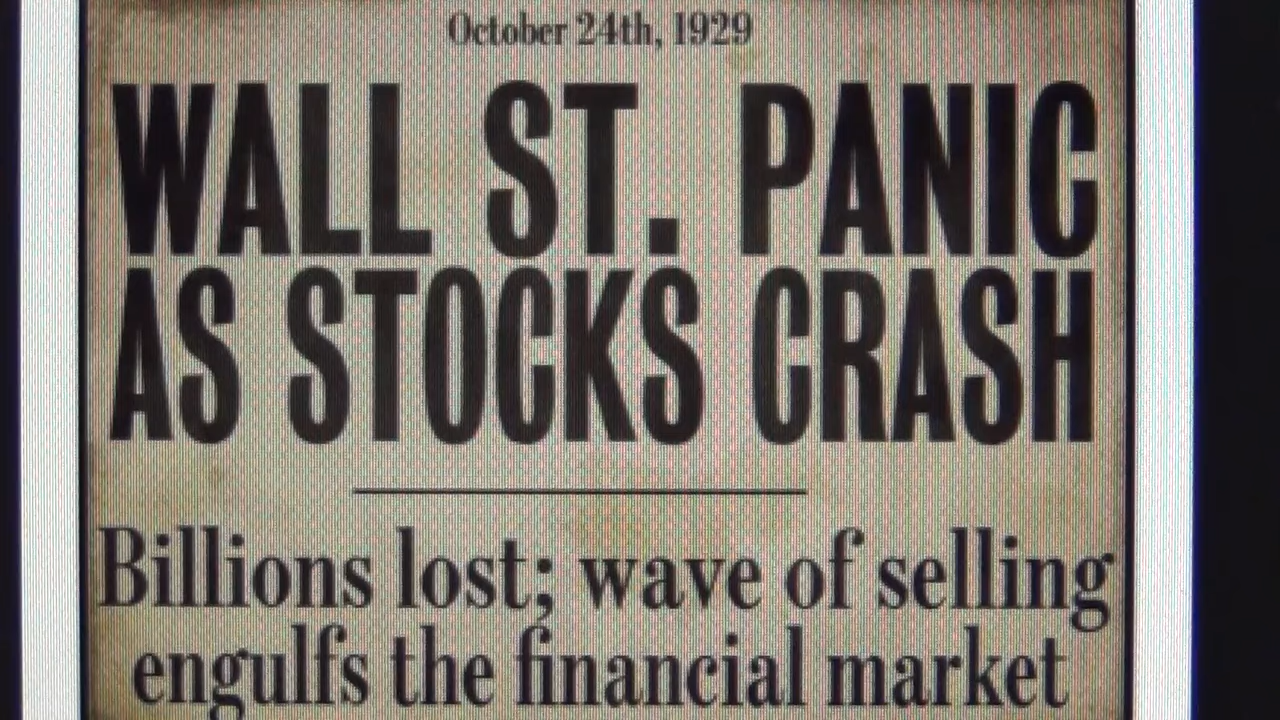 October 24th, 1929
WALL ST. PANIC
AS STOCKS CRASH
Billions lost; wave of selling
engulfs the financial market